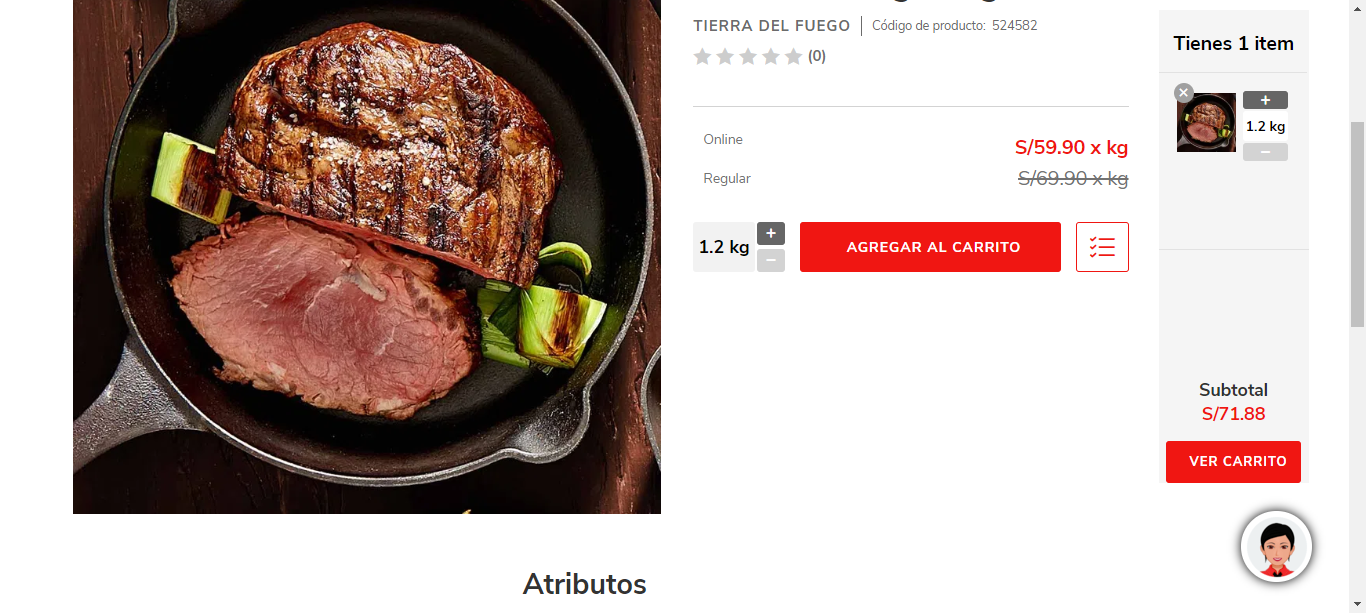 TIERRA DEL FUEGO | Código de producto: 524582
(0)
Online
S/59.90 x kg
Regular
S/69.90 x kg
1.2 kg
+
−
AGREGAR AL CARRITO
Tienes 1 item
+
1.2 kg
−
Subtotal
S/71.88
VER CARRITO
Atributos